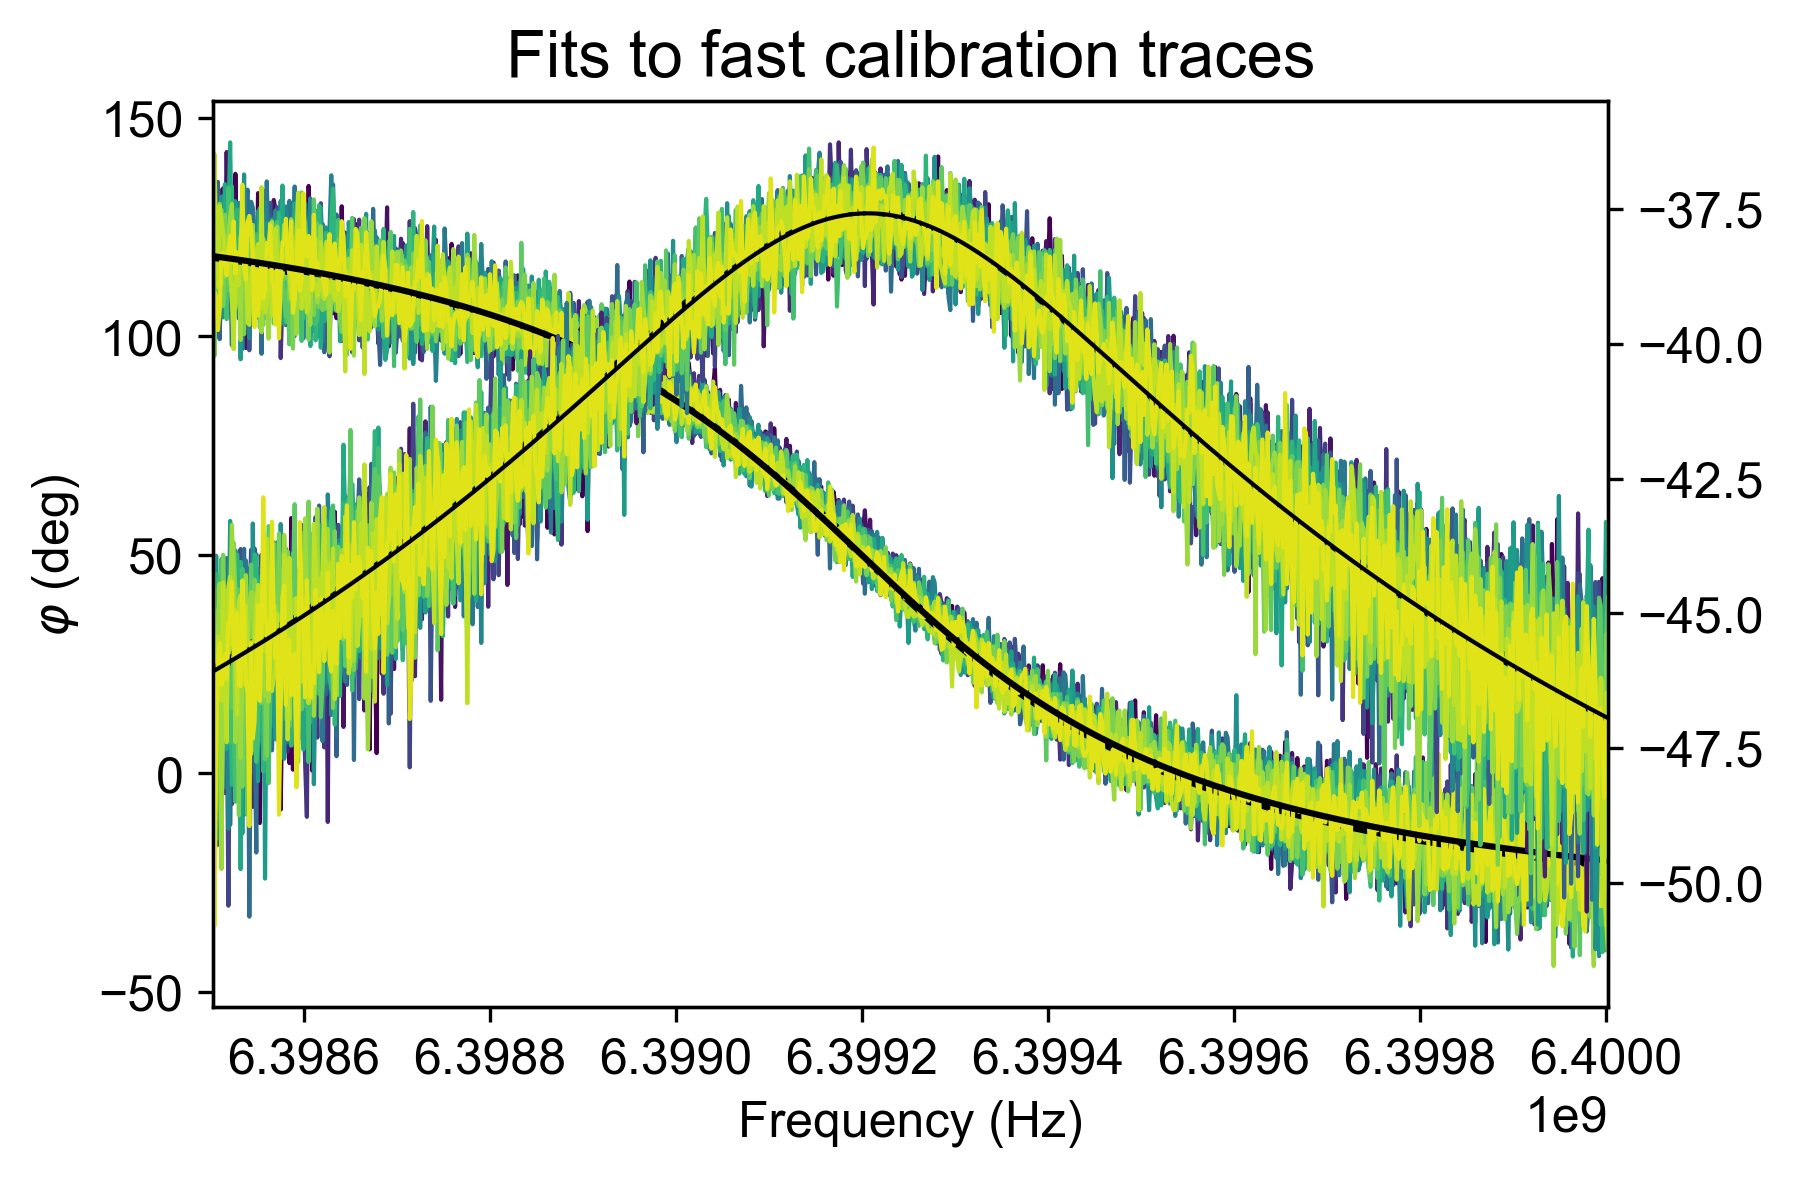 Fits to fast calibration traces
150
100
50
0
−50
φ (deg)
−37.5
−40.0
−42.5
−45.0
−47.5
−50.0
6.3986 6.3988 6.3990 6.3992 6.3994 6.3996 6.3998 6.4000
1e9
Frequency (Hz)